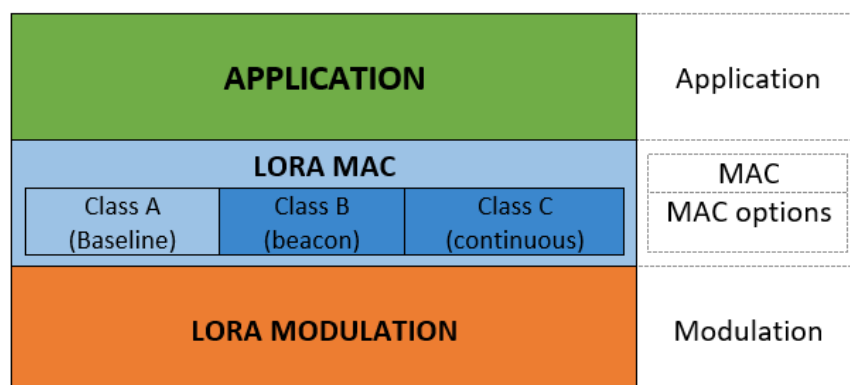 APPLICATION
Application
LORA MAC
MAC
Class A
(Baseline)
Class B
(beacon)
Class C
(continuous)
MAC options
LORA MODULATION
Modulation